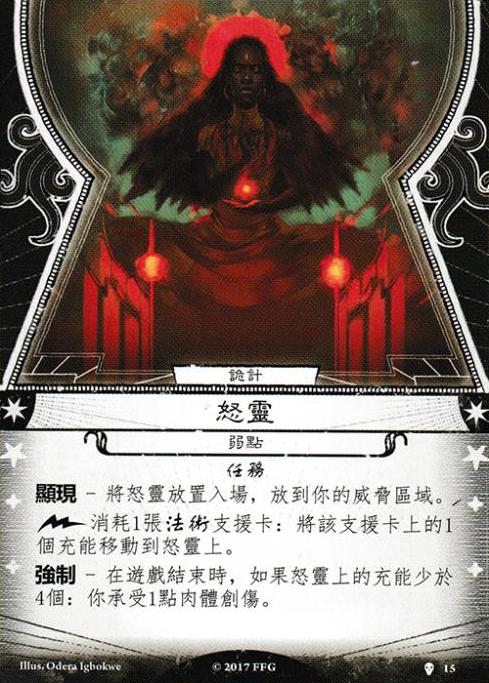 詭計
怒靈
弱點
任務
顯現 – 將怒靈放置入場，放到你的威脅區域。
消耗1張法術支援卡：將該支援卡上的1
個充能移動到怒靈上。
強制 – 在遊戲結束時，如果怒靈上的充能少於
4個：你承受1點肉體創傷。
Illus. Odera Igbokwe
© 2017 FFG
15